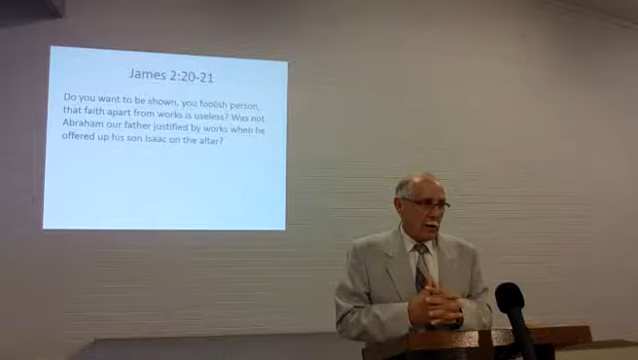 James 2:20-21
Do you want to be shown, you foolish person,
that faith apart from works is useless? Was not
Abraham our father justified by works when he
offered up his son Isaac on the altar?